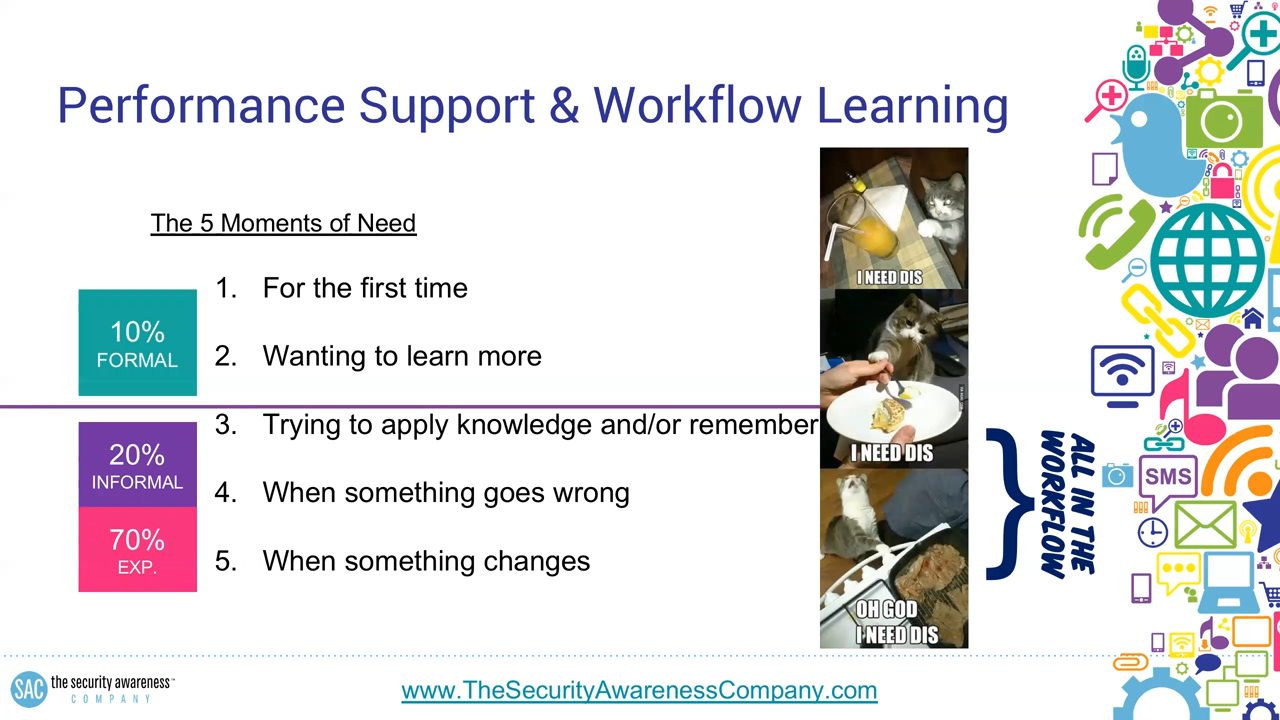 Performance Support & Workflow Learning
The 5 Moments of Need
10%
FORMAL
20%
INFORMAL
70%
EXP.
1. For the first time
2. Wanting to learn more
3. Trying to apply knowledge and/or remember
4. When something goes wrong
5. When something changes
I NEED DIS
I NEED DIS
OH GOD
I NEED DIS
ALL IN THE
WORKFLOW
SMS
SAC the security awareness™
COMPANY
www.TheSecurityAwarenessCompany.com